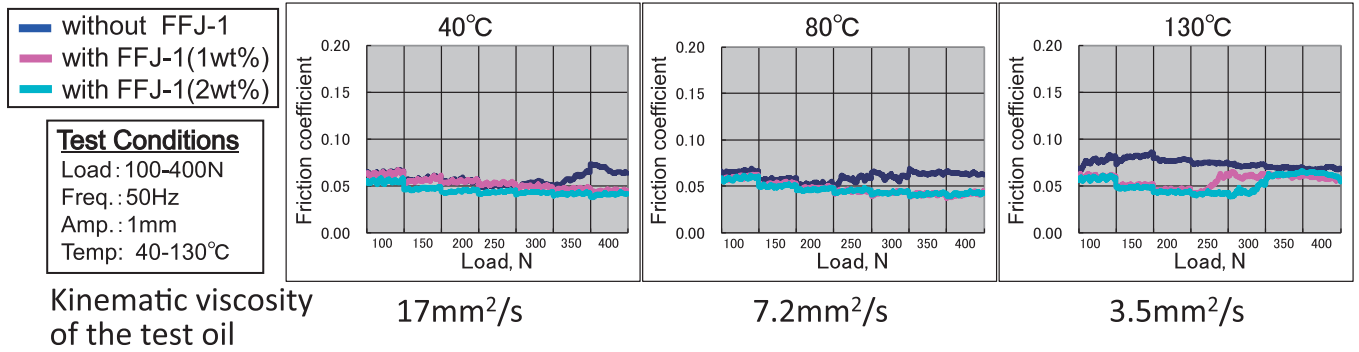 without FFJ-1
with FFJ-1(1wt%)
with FFJ-1(2wt%)
Test Conditions
Load:100-400N
Freq.:50Hz
Amp.:1mm
Temp: 40-130℃
Kinematic viscosity
of the test oil
40℃
Friction coefficient
0.20
0.15
0.10
0.05
0.00
100 150 200 250 300 350 400
Load, N
17mm²/s
80℃
Friction coefficient
0.20
0.15
0.10
0.05
0.00
100 150 200 250 300 350 400
Load, N
7.2mm²/s
130℃
Friction coefficient
0.20
0.15
0.10
0.05
0.00
100 150 200 250 300 350 400
Load, N
3.5mm²/s